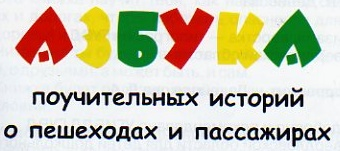 АЗБУКА
поучительных историй
о пешеходах и пассажирах